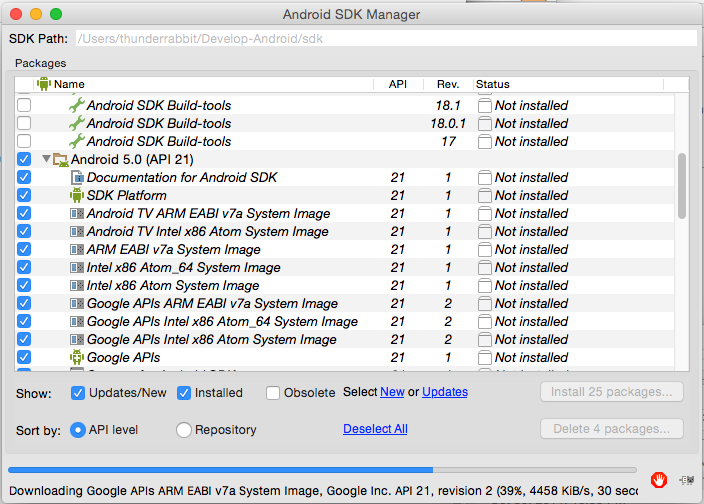 Android SDK Manager
SDK Path: /Users/thunderrabbit/Develop-Android/sdk
Packages
Name API Rev. Status
Android SDK Build-tools 18.1 Not installed
Android SDK Build-tools 18.0.1 Not installed
Android SDK Build-tools 17 Not installed
Android 5.0 (API 21)
Documentation for Android SDK 21 1 Not installed
SDK Platform 21 1 Not installed
Android TV ARM EABI v7a System Image 21 1 Not installed
Android TV Intel x86 Atom System Image 21 1 Not installed
ARM EABI v7a System Image 21 1 Not installed
Intel x86 Atom_64 System Image 21 1 Not installed
Intel x86 Atom System Image 21 1 Not installed
Google APIs ARM EABI v7a System Image 21 2 Not installed
Google APIs Intel x86 Atom_64 System Image 21 2 Not installed
Google APIs Intel x86 Atom System Image 21 2 Not installed
Google APIs 21 1 Not installed
Show: Updates/New Installed Obsolete Select New or Updates Install 25 packages...
Sort by: API level Repository Deselect All Delete 4 packages...
Downloading Google APIs ARM EABI v7a System Image, Google Inc. API 21, revision 2 (39%, 4458 KiB/s, 30 sec